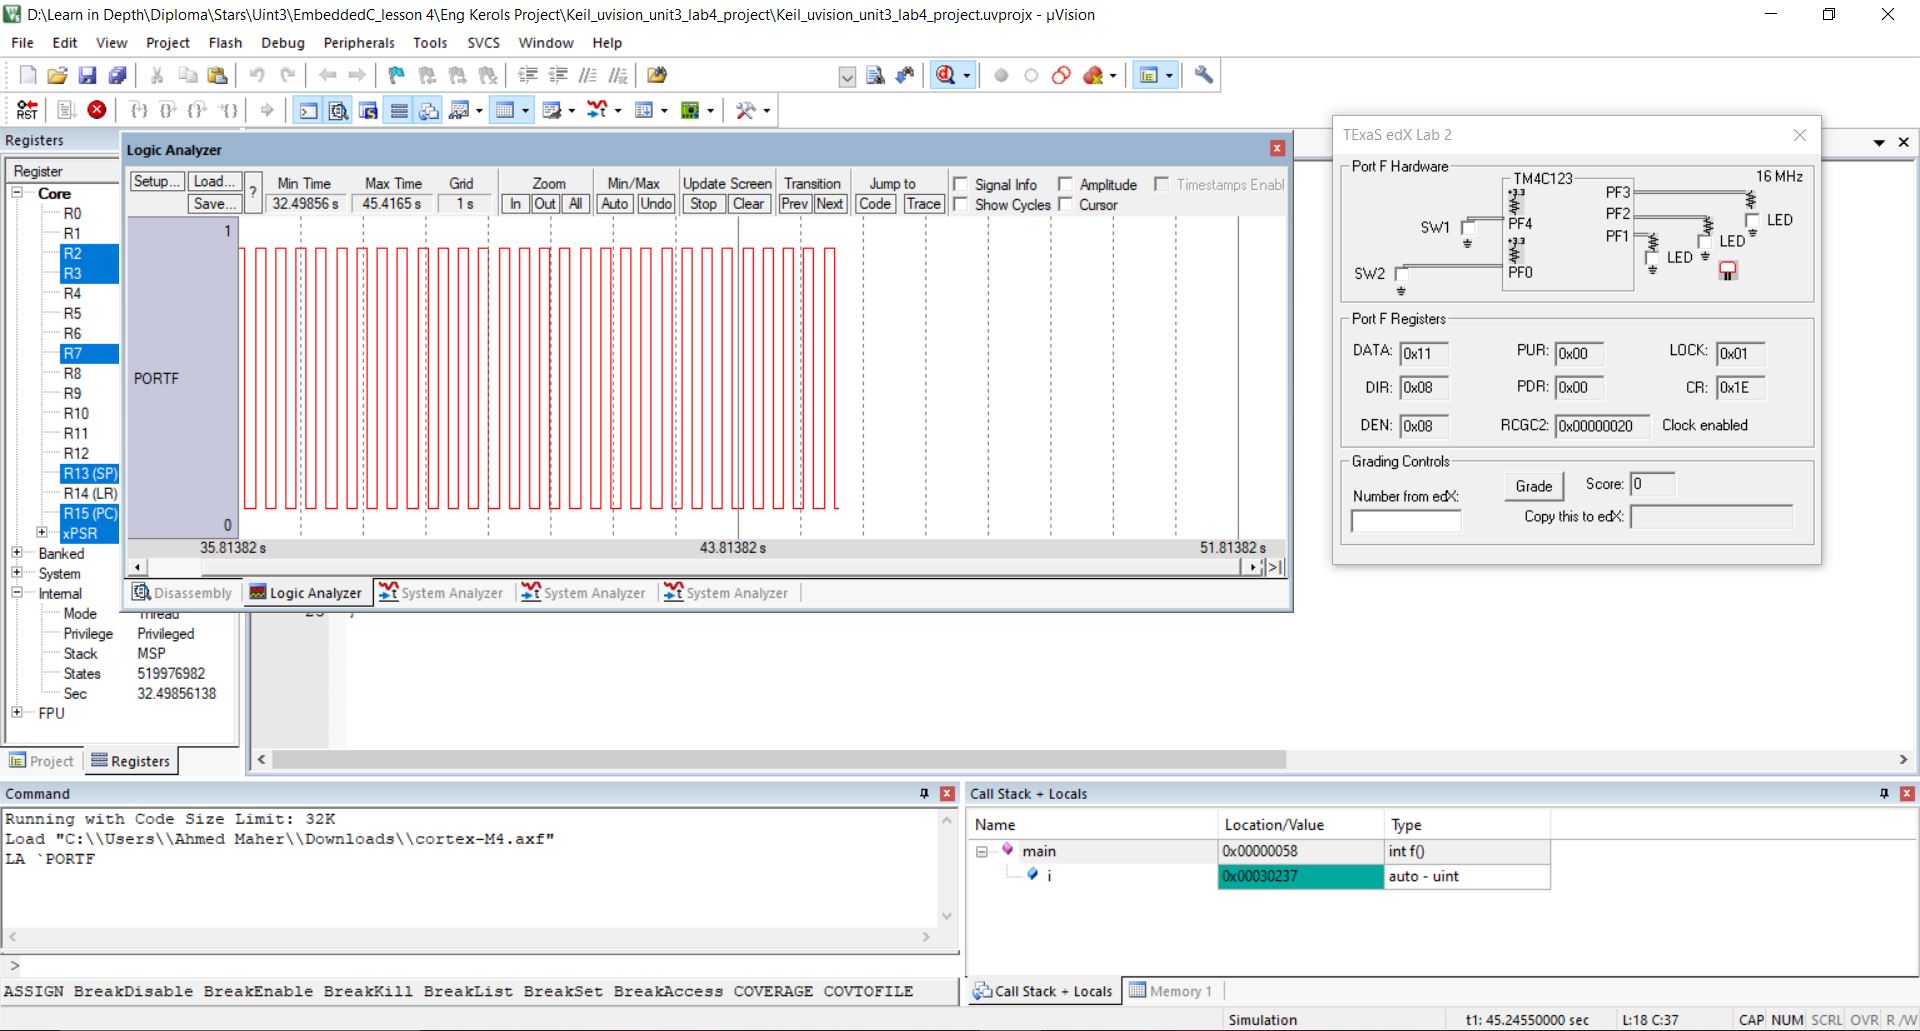 D:\Learn in Depth\Diploma\Stars\Uint3\EmbeddedC_lesson 4\Eng Kerols Project\Keil_uvision_unit3_lab4_project\Keil_uvision_unit3_lab4_project.uvprojx - µVision
File Edit View Project Flash Debug Peripherals Tools SVCS Window Help
RST
Registers
Register
Core
R0
R1
R2
R3
R4
R5
R6
R7
R8
R9
R10
R11
R12
R13 (SP)
R14 (LR)
R15 (PC)
xPSR
Banked
System
Internal
Mode Thread
Privilege Privileged
Stack MSP
States 519976982
Sec 32.49856138
FPU
Project Registers
Logic Analyzer
Setup... Load... ? Min Time Max Time Grid Zoom Min/Max Update Screen Transition Jump to Signal Info Amplitude Timestamps Enabl
Save... 32.49856 s 45.4165 s 1 s In Out All Auto Undo Stop Clear Prev Next Code Trace Show Cycles Cursor
1
PORTF
0
35.81382 s 43.81382 s 51.81382 s
Disassembly Logic Analyzer System Analyzer System Analyzer System Analyzer
TExaS edX Lab 2
Port F Hardware
16 MHz
TM4C123
+3.3
PF3
PF2
PF1
PF4
+3.3
PF0
SW1
SW2
LED
LED
LED
Port F Registers
DATA: 0x11 PUR: 0x00 LOCK: 0x01
DIR: 0x08 PDR: 0x00 CR: 0x1E
DEN: 0x08 RCGC2: 0x00000020 Clock enabled
Grading Controls
Number from edX: Grade Score: 0
Copy this to edX:
Command
Running with Code Size Limit: 32K
Load "C:\\Users\\Ahmed Maher\\Downloads\\cortex-M4.axf"
LA `PORTF
>
ASSIGN BreakDisable BreakEnable BreakKill BreakList BreakSet BreakAccess COVERAGE COVTOFILE
Call Stack + Locals
Name Location/Value Type
main 0x00000058 int f()
i 0x00030237 auto - uint
Call Stack + Locals Memory 1
Simulation t1: 45.24550000 sec L:18 C:37 CAP NUM SCRL OVR R/W